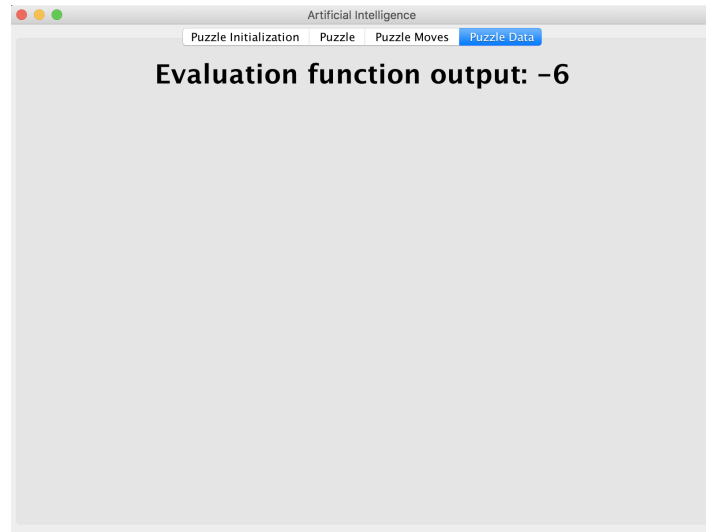 Artificial Intelligence
Puzzle Initialization Puzzle Puzzle Moves Puzzle Data
Evaluation function output: -6